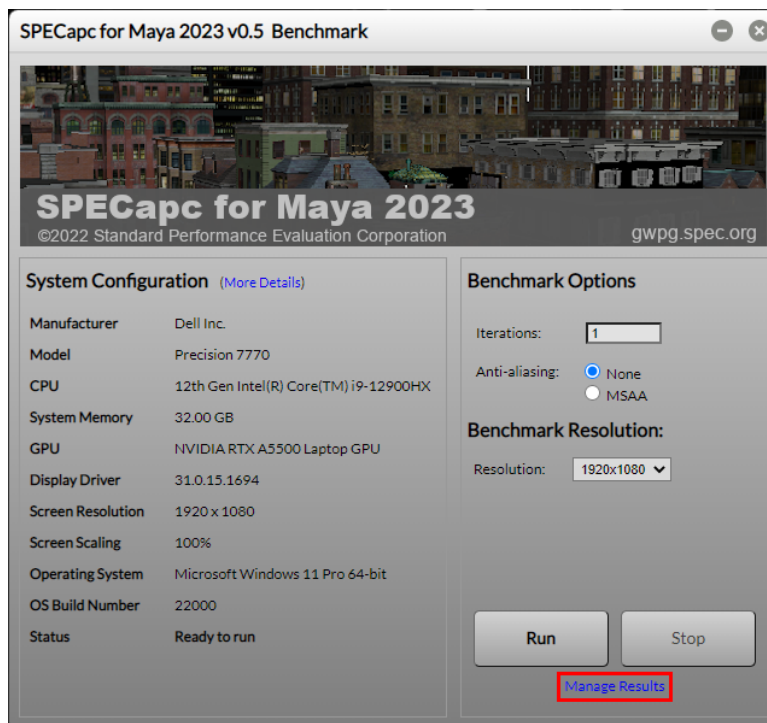 SPECapc for Maya 2023 v0.5 Benchmark
SPECapc for Maya 2023
©2022 Standard Performance Evaluation Corporation
gwpg.spec.org
System Configuration (More Details)
Manufacturer Dell Inc.
Model Precision 7770
CPU 12th Gen Intel(R) Core(TM) i9-12900HX
System Memory 32.00 GB
GPU NVIDIA RTX A5500 Laptop GPU
Display Driver 31.0.15.1694
Screen Resolution 1920 x 1080
Screen Scaling 100%
Operating System Microsoft Windows 11 Pro 64-bit
OS Build Number 22000
Status Ready to run
Benchmark Options
Iterations: 1
Anti-aliasing: None
MSAA
Benchmark Resolution:
Resolution: 1920x1080
Run Stop
Manage Results